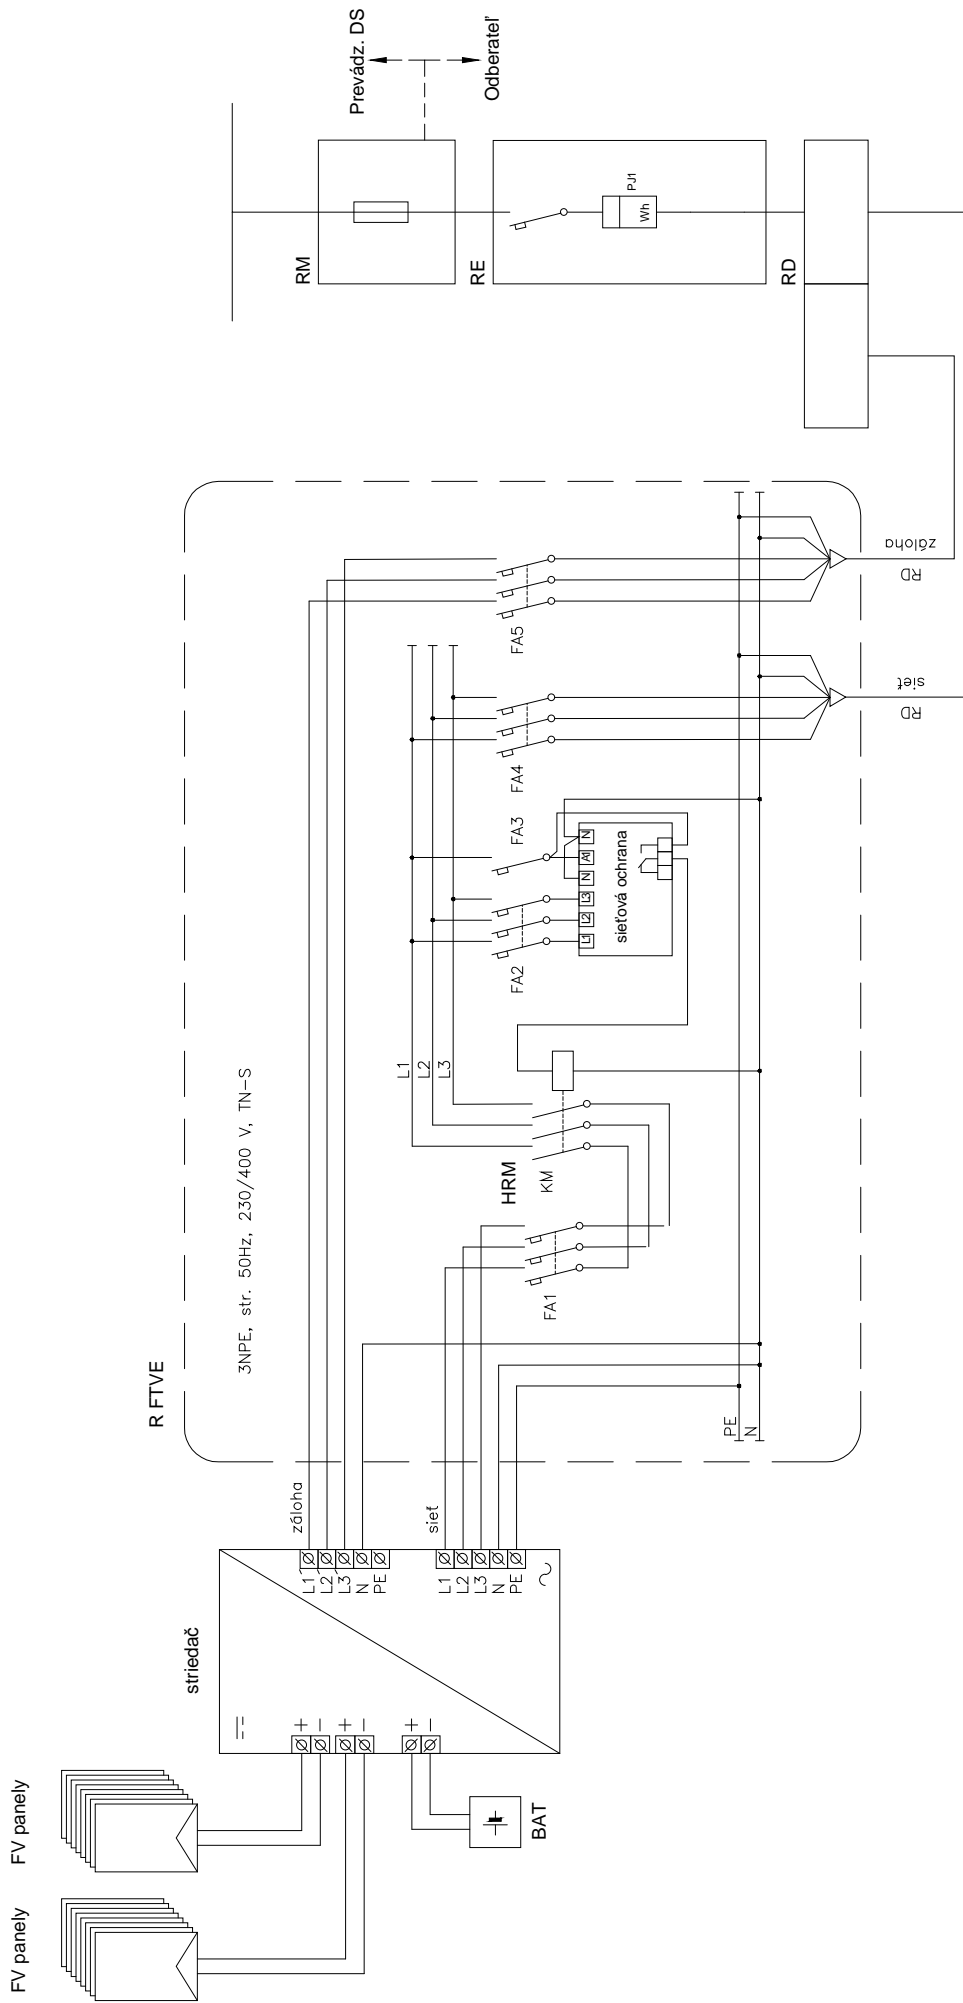 FV panely
FV panely
BAT
striedač
+
−
+
−
+
−
L1´
L2´
L3´
N
PE
L1
L2
L3
N
PE
záloha
sieť
R FTVE
3NPE, str. 50Hz, 230/400 V, TN-S
PE
N
FA1
HRM
KM
L1
L2
L3
FA2
FA3
L1
L2
L3
N
A1
N
sieťová ochrana
FA4
FA5
RD
sieť
RD
záloha
RM
RE
PJ1
Wh
RD
Prevádz. DS
Odberateľ